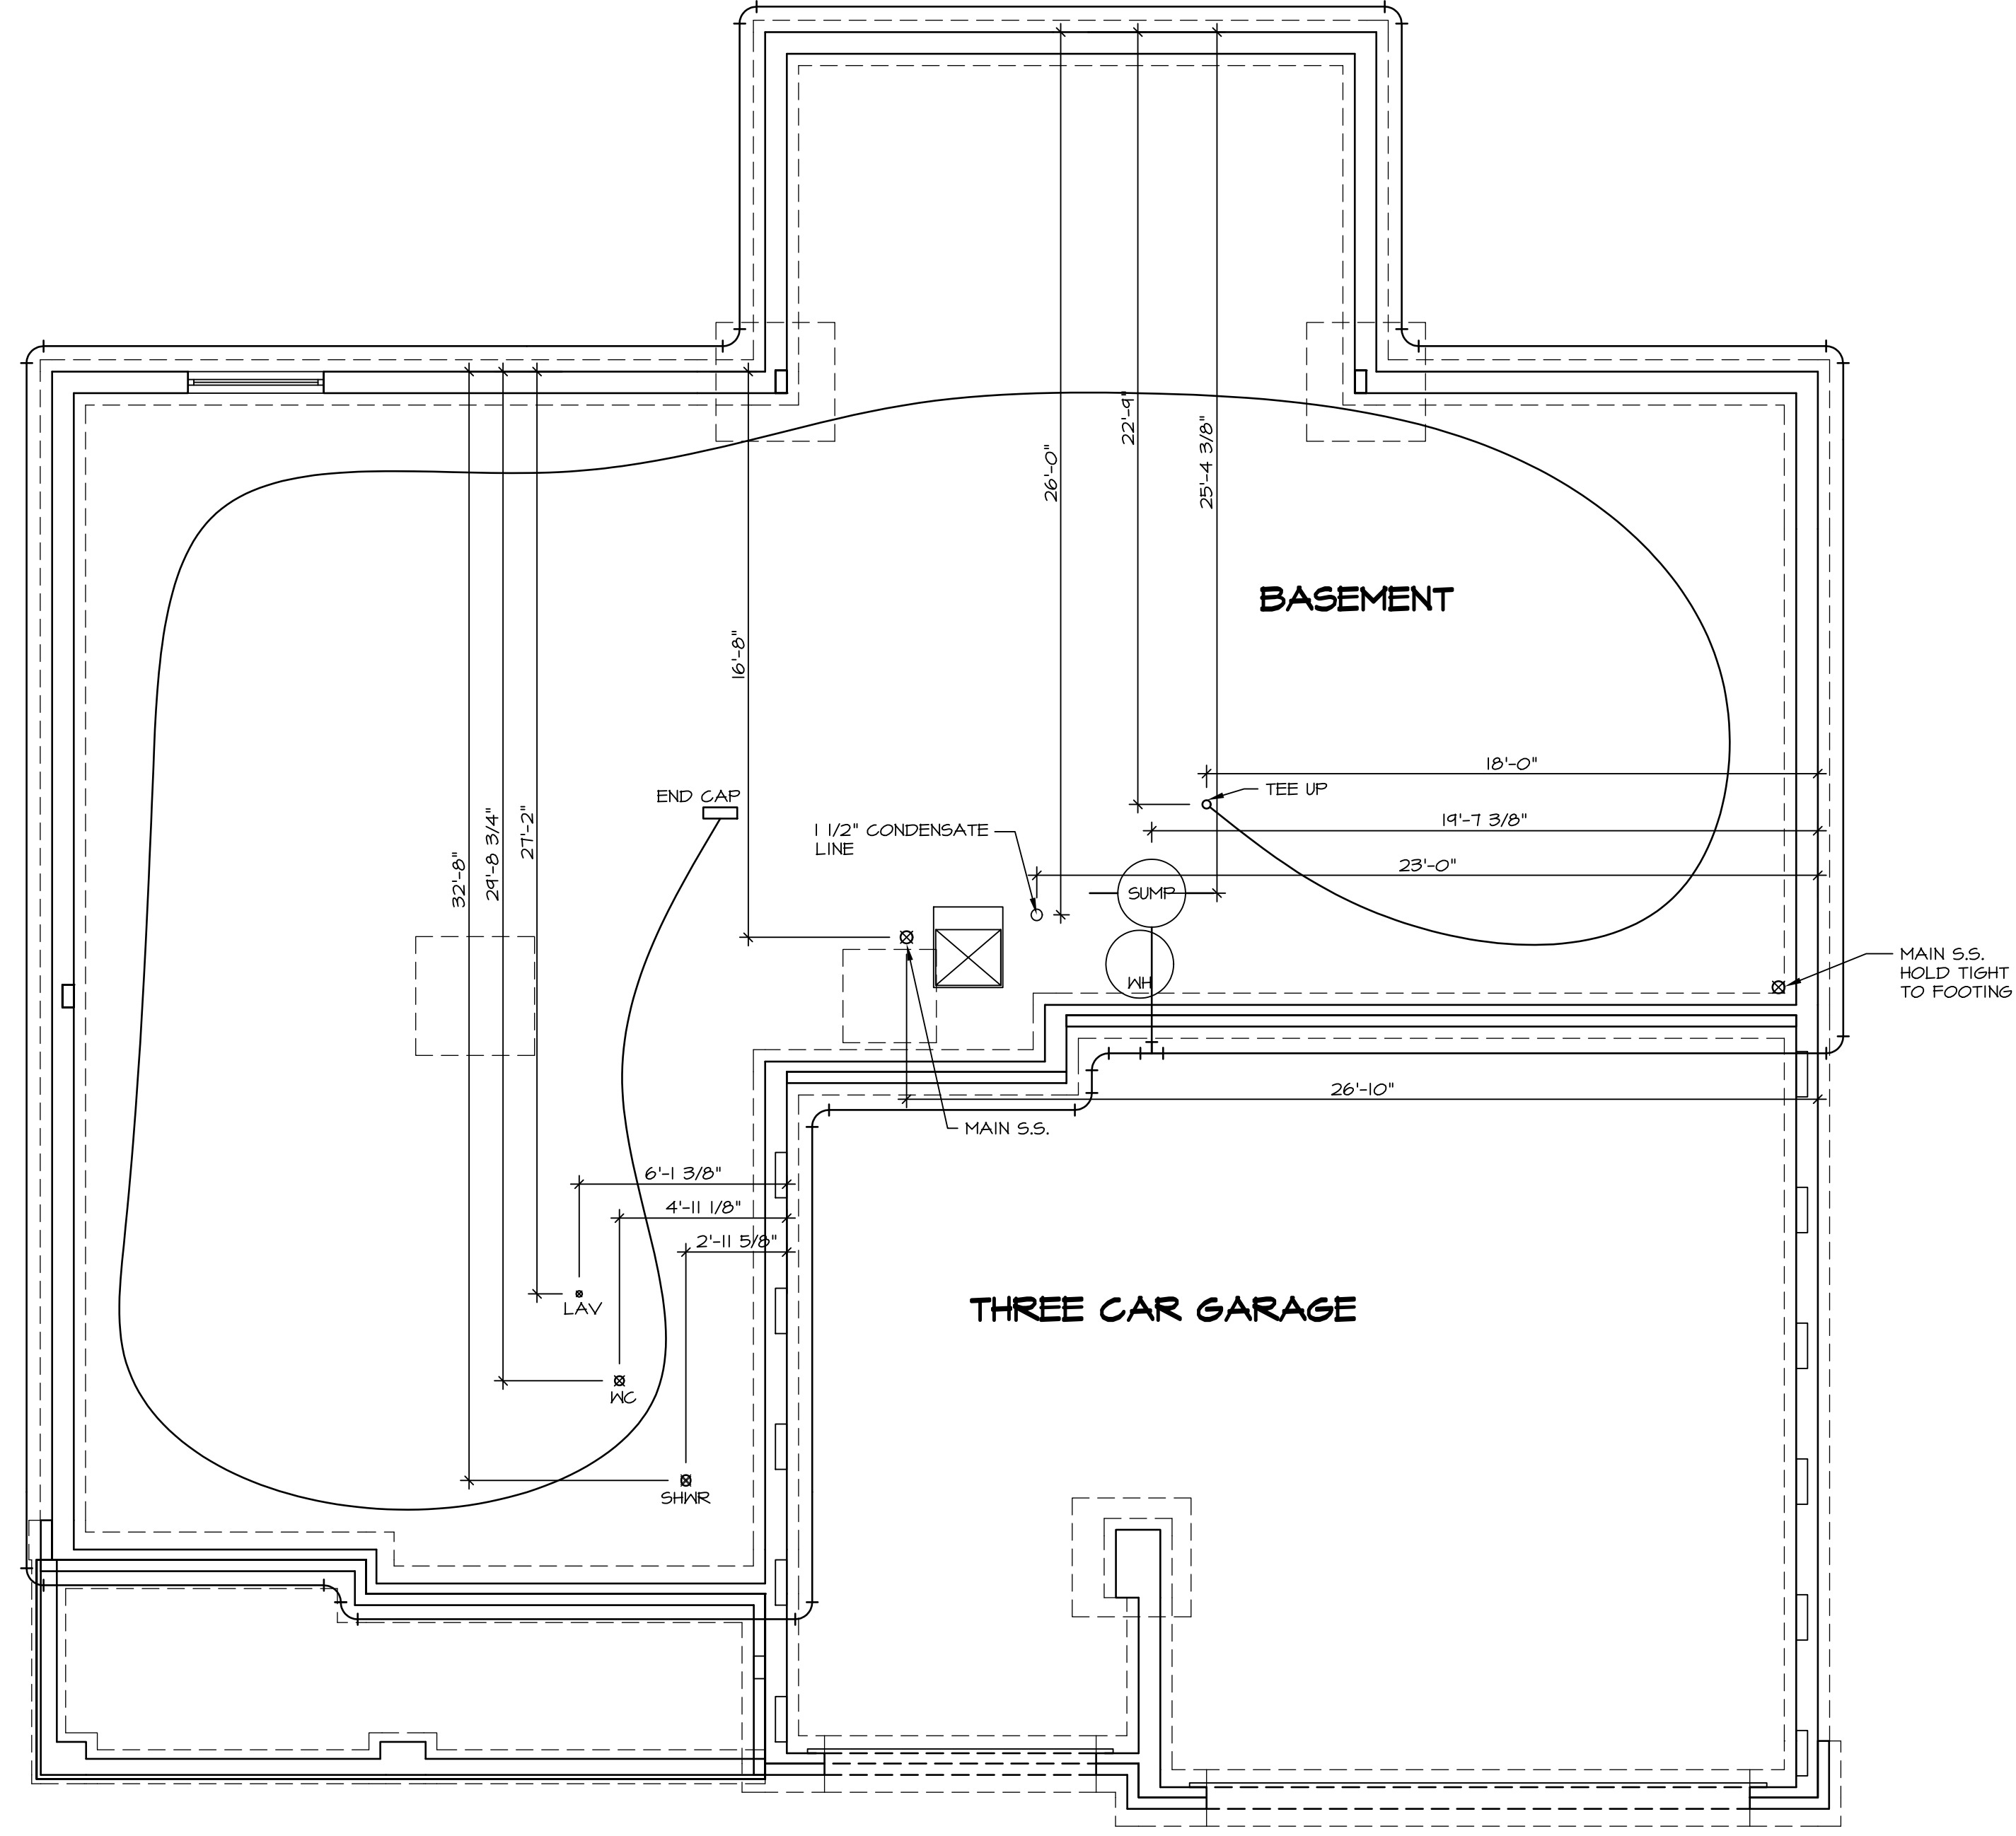 26'-0"
22'-9"
25'-4 3/8"
BASEMENT
16'-8"
18'-0"
TEE UP
END CAP
1 1/2" CONDENSATE
LINE
19'-7 3/8"
23'-0"
32'-8"
29'-8 3/4"
27'-2"
SUMP
WH
MAIN S.S.
HOLD TIGHT
TO FOOTING
26'-10"
MAIN S.S.
6'-1 3/8"
4'-11 1/8"
2'-11 5/8"
LAV
THREE CAR GARAGE
WC
SHWR